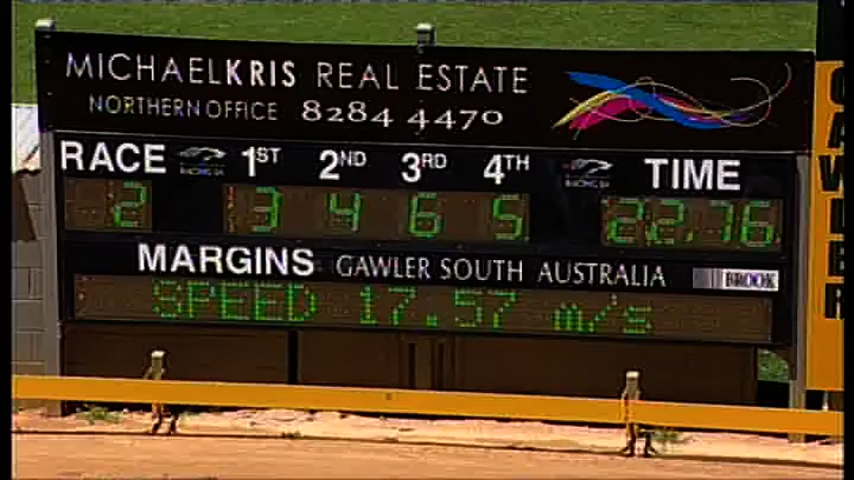 MICHAELKRIS REAL ESTATE
NORTHERN OFFICE 8284 4470
RACE 1ST 2ND 3RD 4TH TIME
2 3 4 6 5 22.76
MARGINS GAWLER SOUTH AUSTRALIA BROOK
SPEED 17.57 m/s
GAWLER